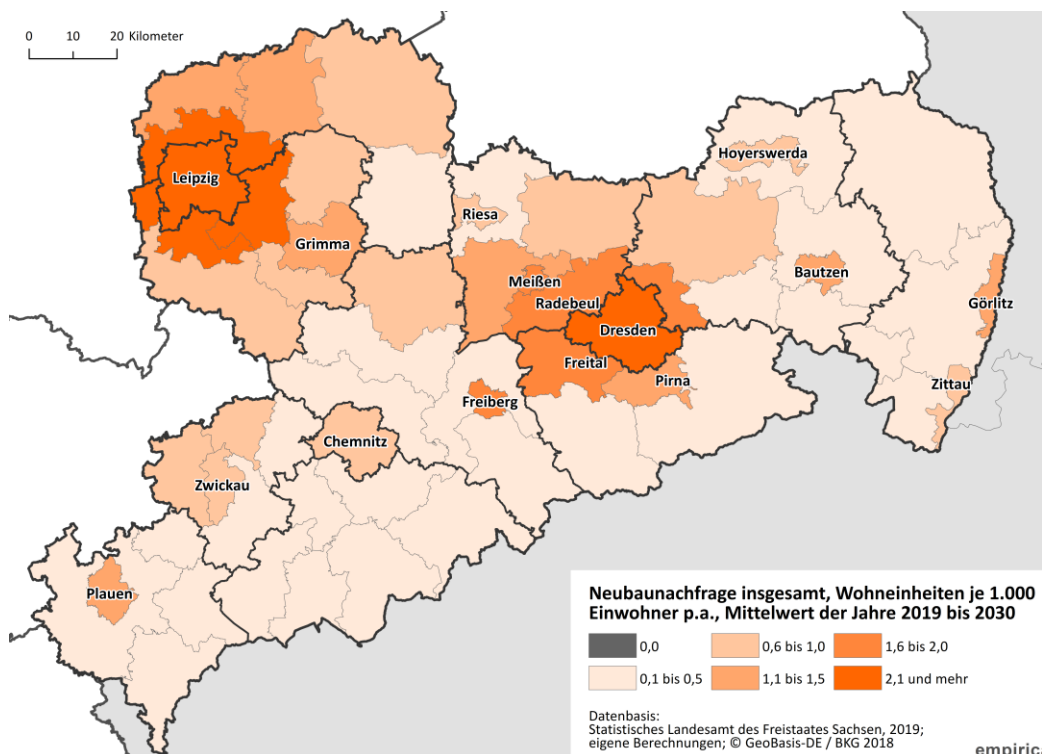 0 10 20 Kilometer
Leipzig
Hoyerswerda
Riesa
Grimma
Meißen
Bautzen
Radebeul
Görlitz
Dresden
Freital
Pirna
Zittau
Freiberg
Chemnitz
Zwickau
Plauen
Neubaunachfrage insgesamt, Wohneinheiten je 1.000
Einwohner p.a., Mittelwert der Jahre 2019 bis 2030
0,0 0,6 bis 1,0 1,6 bis 2,0
0,1 bis 0,5 1,1 bis 1,5 2,1 und mehr
Datenbasis:
Statistisches Landesamt des Freistaates Sachsen, 2019;
eigene Berechnungen; © GeoBasis-DE / BKG 2018
empiric